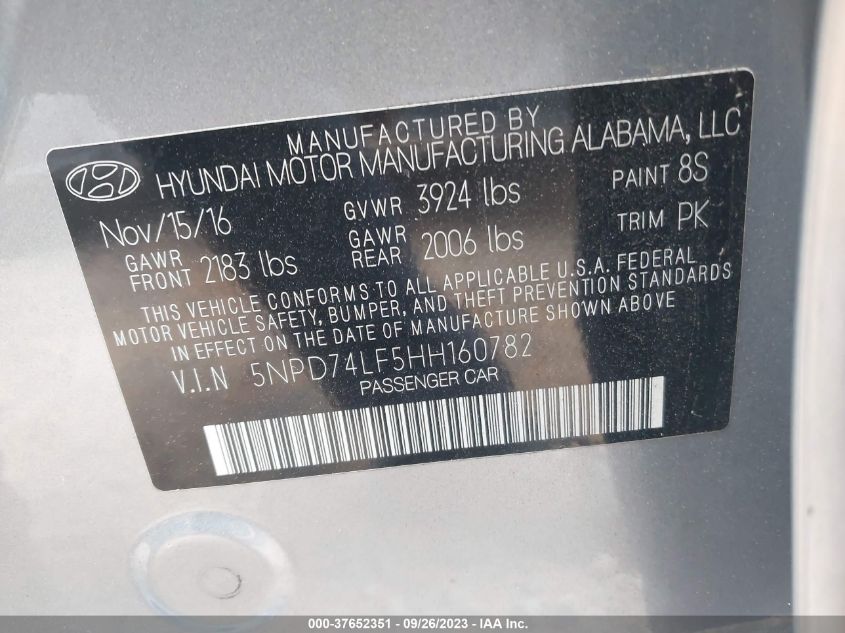 MANUFACTURED BY
HYUNDAI MOTOR MANUFACTURING ALABAMA, LLC
Nov/15/16 GVWR 3924 lbs PAINT 8S
GAWR FRONT 2183 lbs GAWR REAR 2006 lbs TRIM PK
THIS VEHICLE CONFORMS TO ALL APPLICABLE U.S.A. FEDERAL
MOTOR VEHICLE SAFETY, BUMPER, AND THEFT PREVENTION STANDARDS
IN EFFECT ON THE DATE OF MANUFACTURE SHOWN ABOVE
V.I.N 5NPD74LF5HH160782
PASSENGER CAR
000-37652351 - 09/26/2023 - IAA Inc.